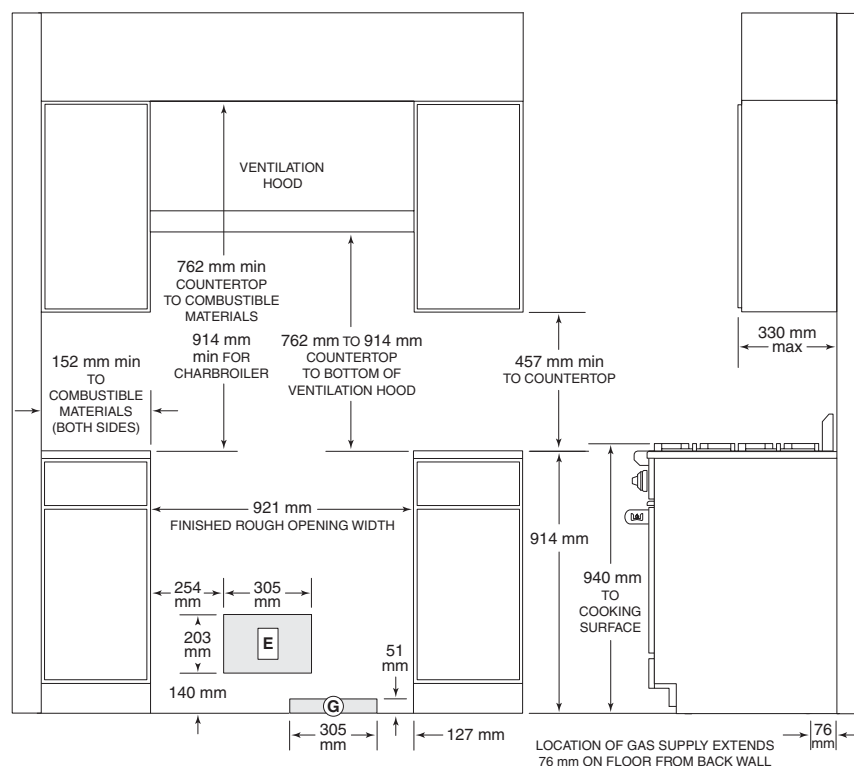 VENTILATION
HOOD
762 mm min
COUNTERTOP
TO COMBUSTIBLE
MATERIALS
914 mm
min FOR
CHARBROILER
762 mm TO 914 mm
COUNTERTOP
TO BOTTOM OF
VENTILATION HOOD
330 mm
max
457 mm min
TO COUNTERTOP
152 mm min
TO
COMBUSTIBLE
MATERIALS
(BOTH SIDES)
921 mm
FINISHED ROUGH OPENING WIDTH
914 mm
940 mm
TO
COOKING
SURFACE
254
mm
305
mm
203
mm
E
51
mm
140 mm
G
305
mm
127 mm
76
mm
LOCATION OF GAS SUPPLY EXTENDS
76 mm ON FLOOR FROM BACK WALL